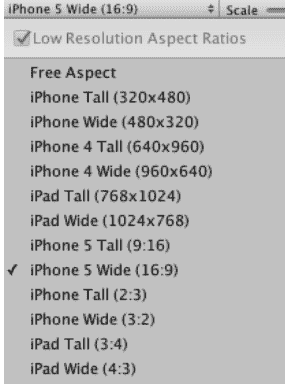 iPhone 5 Wide (16:9) Scale
Low Resolution Aspect Ratios
Free Aspect
iPhone Tall (320x480)
iPhone Wide (480x320)
iPhone 4 Tall (640x960)
iPhone 4 Wide (960x640)
iPad Tall (768x1024)
iPad Wide (1024x768)
iPhone 5 Tall (9:16)
✓ iPhone 5 Wide (16:9)
iPhone Tall (2:3)
iPhone Wide (3:2)
iPad Tall (3:4)
iPad Wide (4:3)